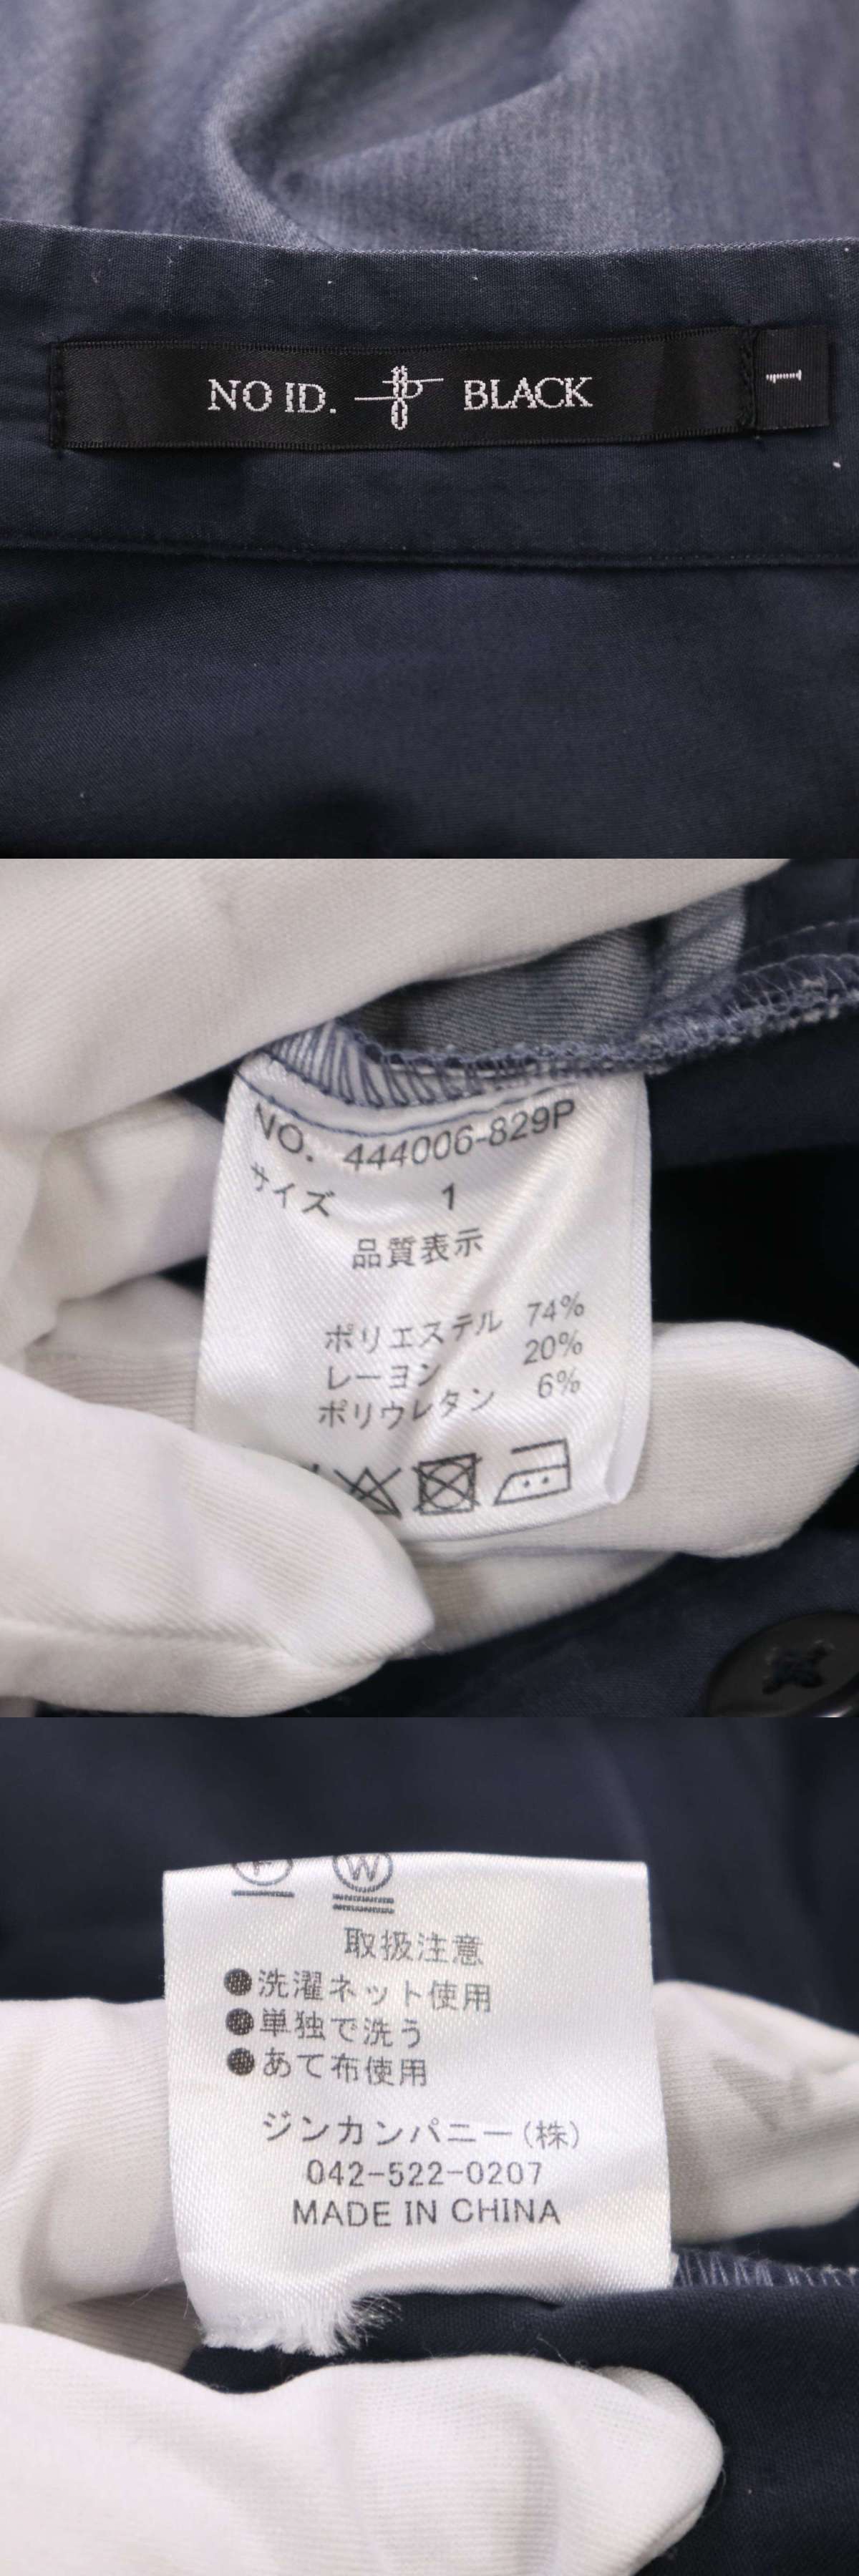 NO ID. BLACK
1
NO. 444006-829P
サイズ 1
品質表示
ポリエステル 74%
レーヨン 20%
ポリウレタン 6%
W
取扱注意
●洗濯ネット使用
●単独で洗う
●あて布使用
ジンカンパニー(株)
042-522-0207
MADE IN CHINA